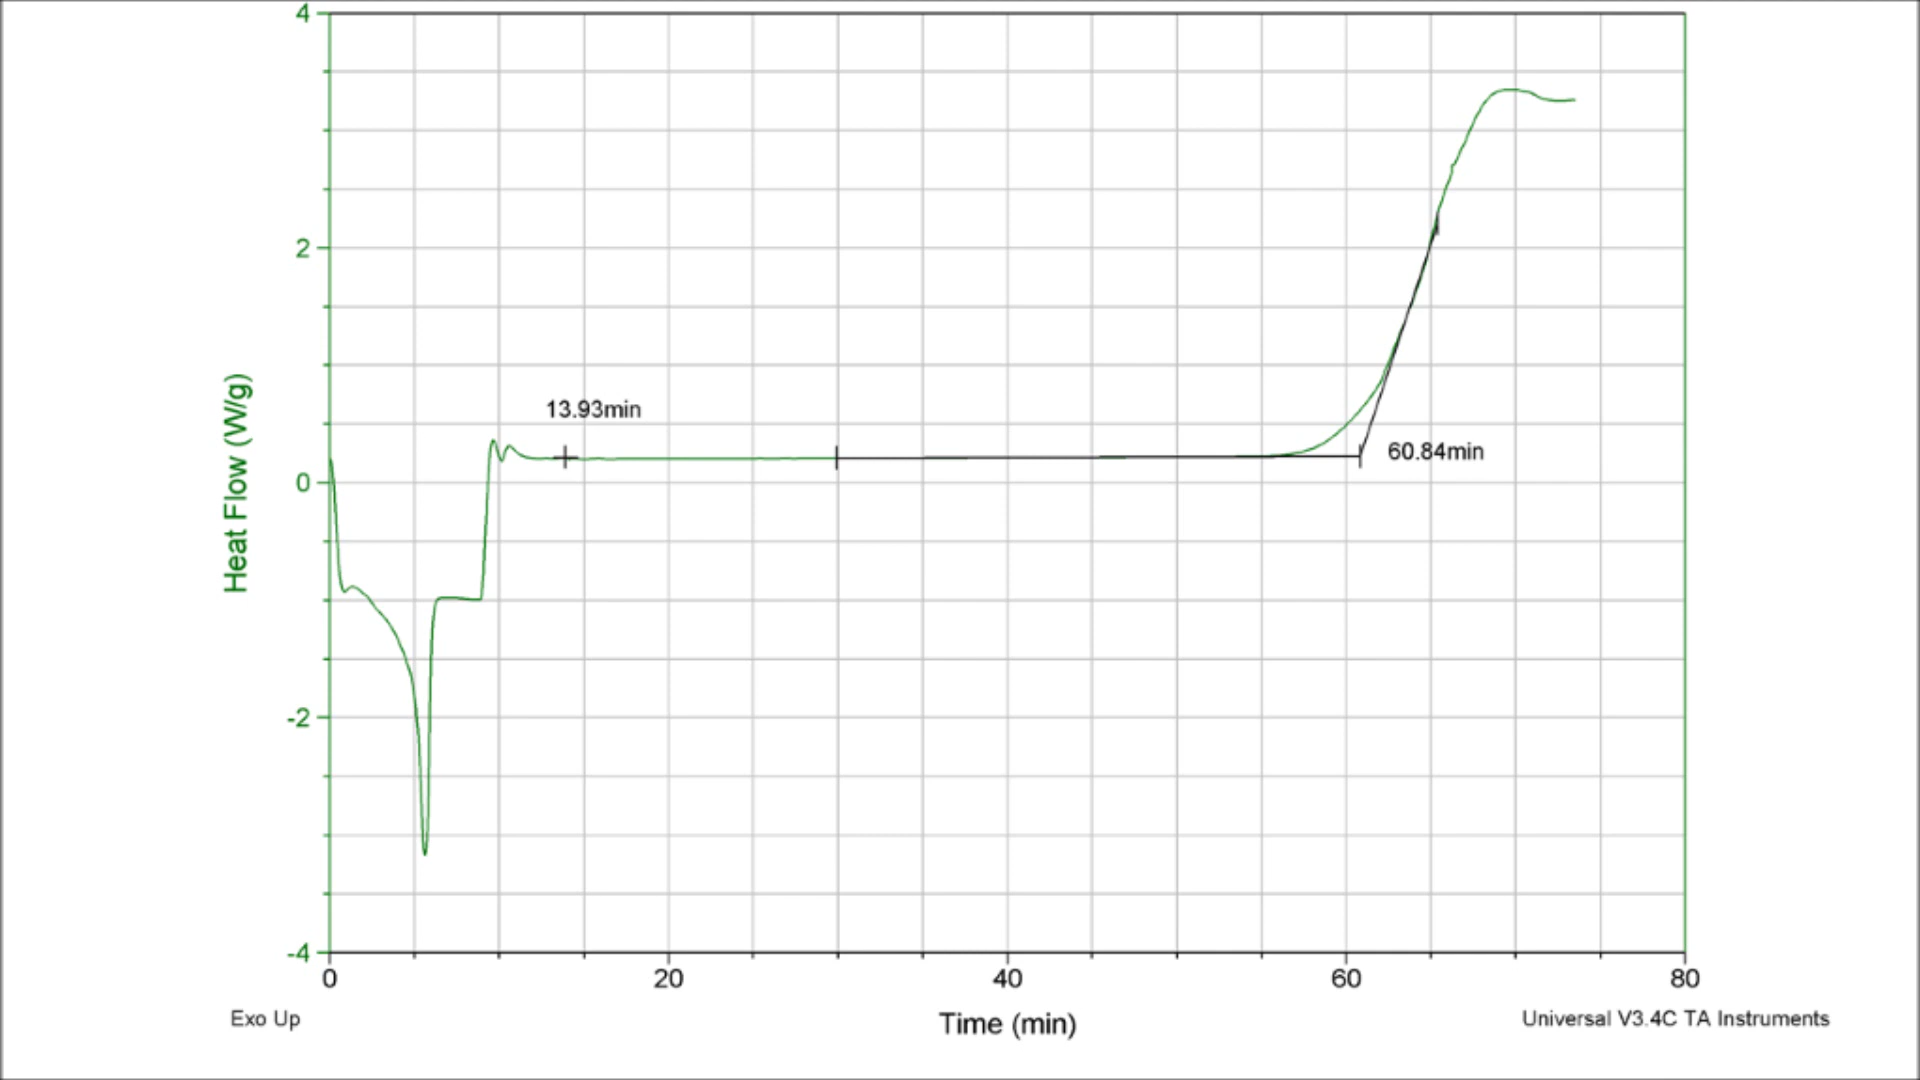 4
2
0
-2
-4
Heat Flow (W/g)
13.93min
60.84min
0 20 40 60 80
Time (min)
Exo Up
Universal V3.4C TA Instruments